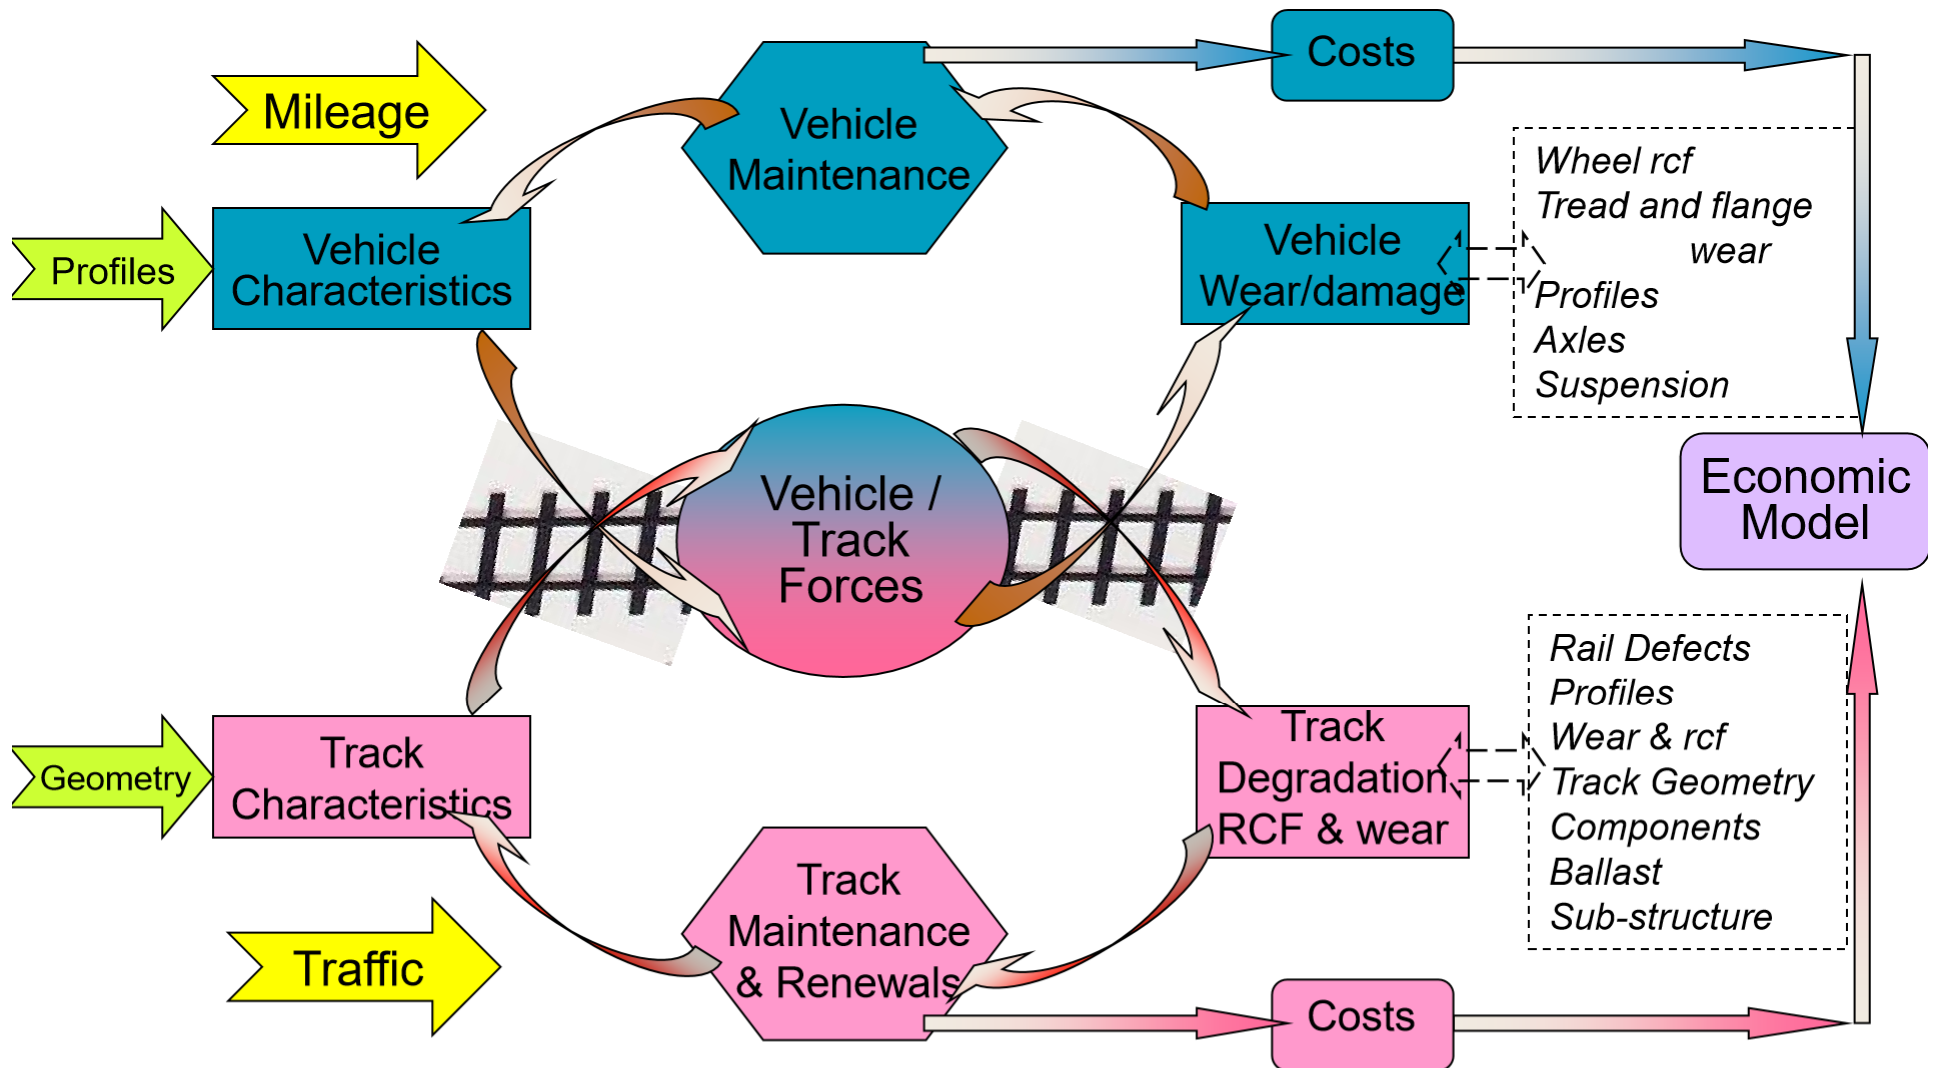 Mileage
Vehicle
Maintenance
Costs
Profiles
Vehicle
Characteristics
Vehicle
Wear/damage
Wheel rcf
Tread and flange
wear
Profiles
Axles
Suspension
Vehicle /
Track
Forces
Economic
Model
Geometry
Track
Characteristics
Track
Degradation
RCF & wear
Rail Defects
Profiles
Wear & rcf
Track Geometry
Components
Ballast
Sub-structure
Traffic
Track
Maintenance
& Renewals
Costs